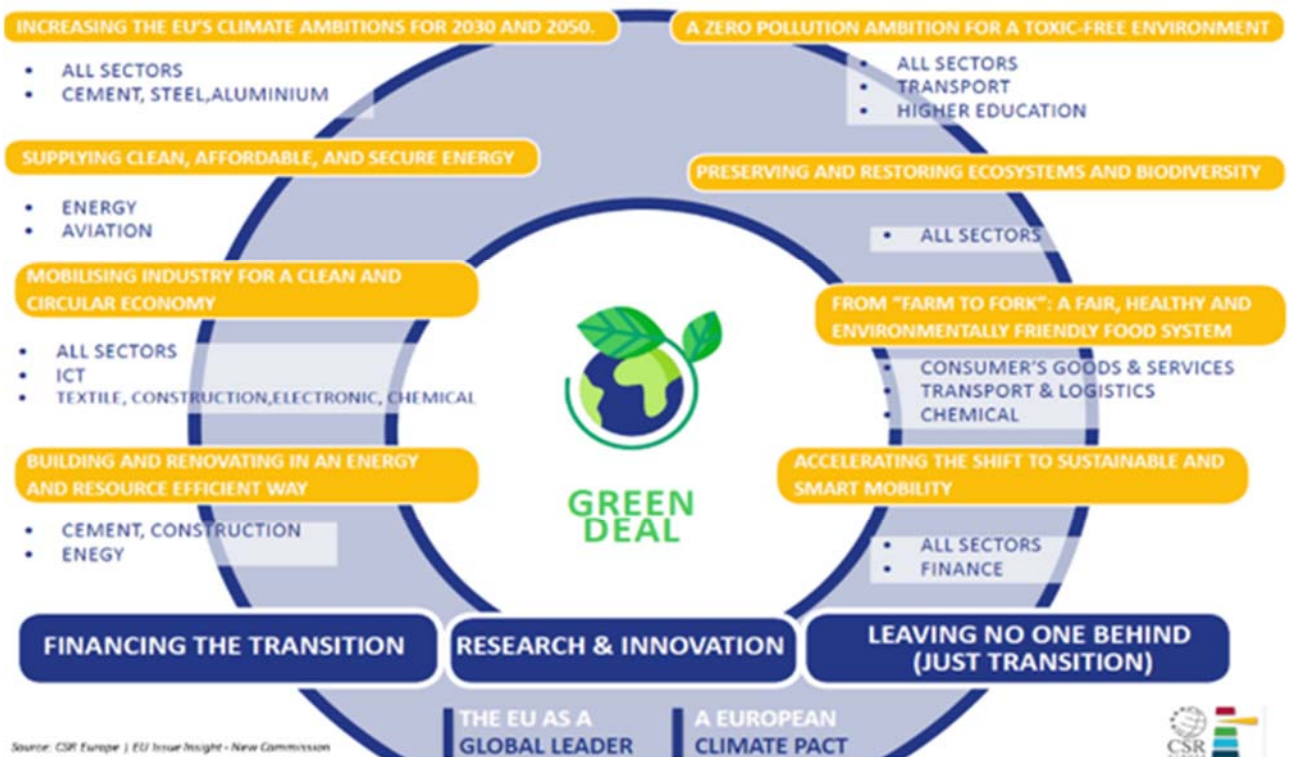 INCREASING THE EU'S CLIMATE AMBITIONS FOR 2030 AND 2050.
• ALL SECTORS
• CEMENT, STEEL,ALUMINIUM
SUPPLYING CLEAN, AFFORDABLE, AND SECURE ENERGY
• ENERGY
• AVIATION
MOBILISING INDUSTRY FOR A CLEAN AND
CIRCULAR ECONOMY
• ALL SECTORS
• ICT
• TEXTILE, CONSTRUCTION,ELECTRONIC, CHEMICAL
BUILDING AND RENOVATING IN AN ENERGY
AND RESOURCE EFFICIENT WAY
• CEMENT, CONSTRUCTION
• ENEGY
A ZERO POLLUTION AMBITION FOR A TOXIC-FREE ENVIRONMENT
• ALL SECTORS
• TRANSPORT
• HIGHER EDUCATION
PRESERVING AND RESTORING ECOSYSTEMS AND BIODIVERSITY
• ALL SECTORS
FROM "FARM TO FORK": A FAIR, HEALTHY AND
ENVIRONMENTALLY FRIENDLY FOOD SYSTEM
• CONSUMER'S GOODS & SERVICES
• TRANSPORT & LOGISTICS
• CHEMICAL
ACCELERATING THE SHIFT TO SUSTAINABLE AND
SMART MOBILITY
• ALL SECTORS
• FINANCE
GREEN
DEAL
FINANCING THE TRANSITION
RESEARCH & INNOVATION
LEAVING NO ONE BEHIND
(JUST TRANSITION)
THE EU AS A
GLOBAL LEADER
A EUROPEAN
CLIMATE PACT
Source: CSR Europe | EU Issue Insight - New Commission
CSR